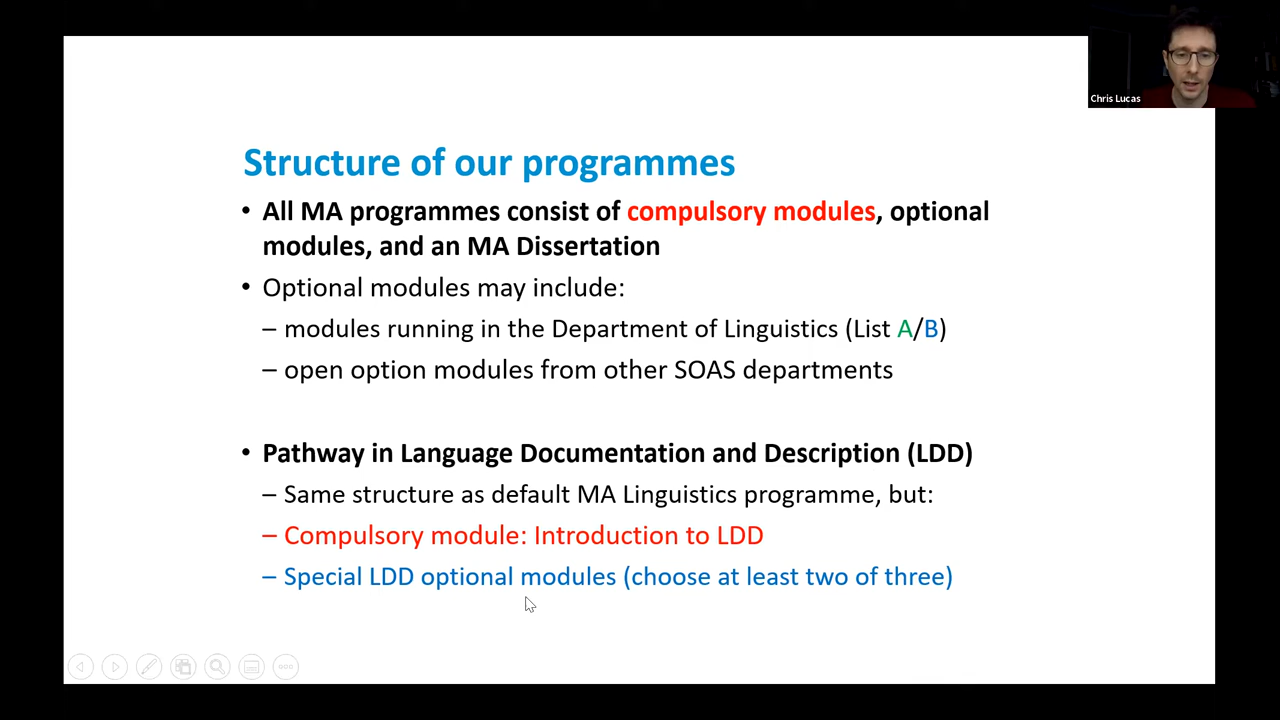 Chris Lucas
Structure of our programmes
• All MA programmes consist of compulsory modules, optional
modules, and an MA Dissertation
• Optional modules may include:
– modules running in the Department of Linguistics (List A/B)
– open option modules from other SOAS departments
• Pathway in Language Documentation and Description (LDD)
– Same structure as default MA Linguistics programme, but:
– Compulsory module: Introduction to LDD
– Special LDD optional modules (choose at least two of three)